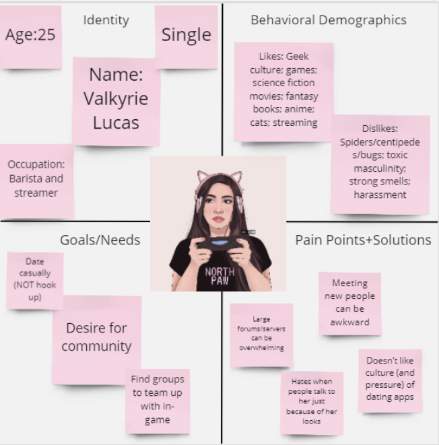 Identity
Age:25
Single
Name:
Valkyrie
Lucas
Occupation:
Barista and
streamer
Behavioral Demographics
Likes: Geek
culture; games;
science fiction
movies; fantasy
books; anime;
cats; streaming
Dislikes:
Spiders/centipede
s/bugs; toxic
masculinity;
strong smells;
harassment
NORTH
PAW
Goals/Needs
Date
casually
(NOT hook
up)
Desire for
community
Find groups
to team up
with in-
game
Pain Points+Solutions
Meeting
new people
can be
awkward
Large
forums/servers
can be
overwhelming
Doesn't like
culture (and
pressure) of
dating apps
Hates when
people talk to
her just
because of her
looks